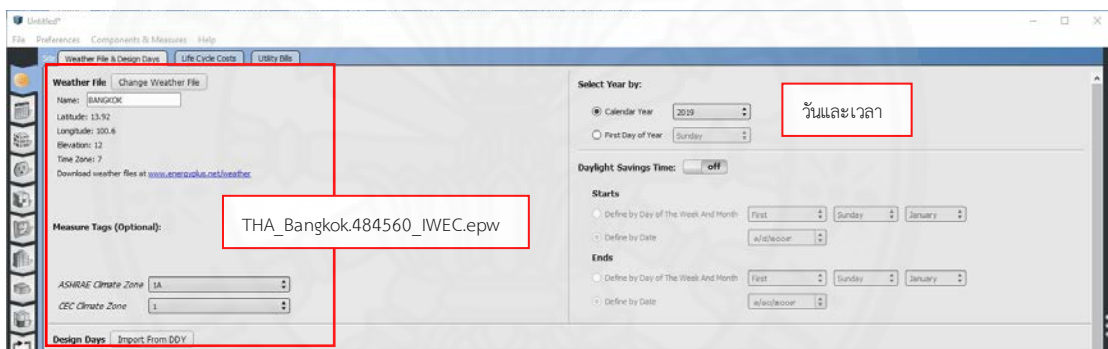 Untitled*
File Preferences Components & Measures Help
Site Weather File & Design Days Life Cycle Costs Utility Bills
Weather File Change Weather File
Name: BANGKOK
Latitude: 13.92
Longitude: 100.6
Elevation: 12
Time Zone: 7
Download weather files at www.energyplus.net/weather
THA_Bangkok.484560_IWEC.epw
Measure Tags (Optional):
ASHRAE Climate Zone 1A
CEC Climate Zone 1
Design Days Import From DDY
Select Year by:
Calendar Year 2019
First Day of Year Sunday
วันและเวลา
Daylight Savings Time: off
Starts
Define by Day of The Week And Month First Sunday January
Define by Date
Ends
Define by Day of The Week And Month First Sunday January
Define by Date